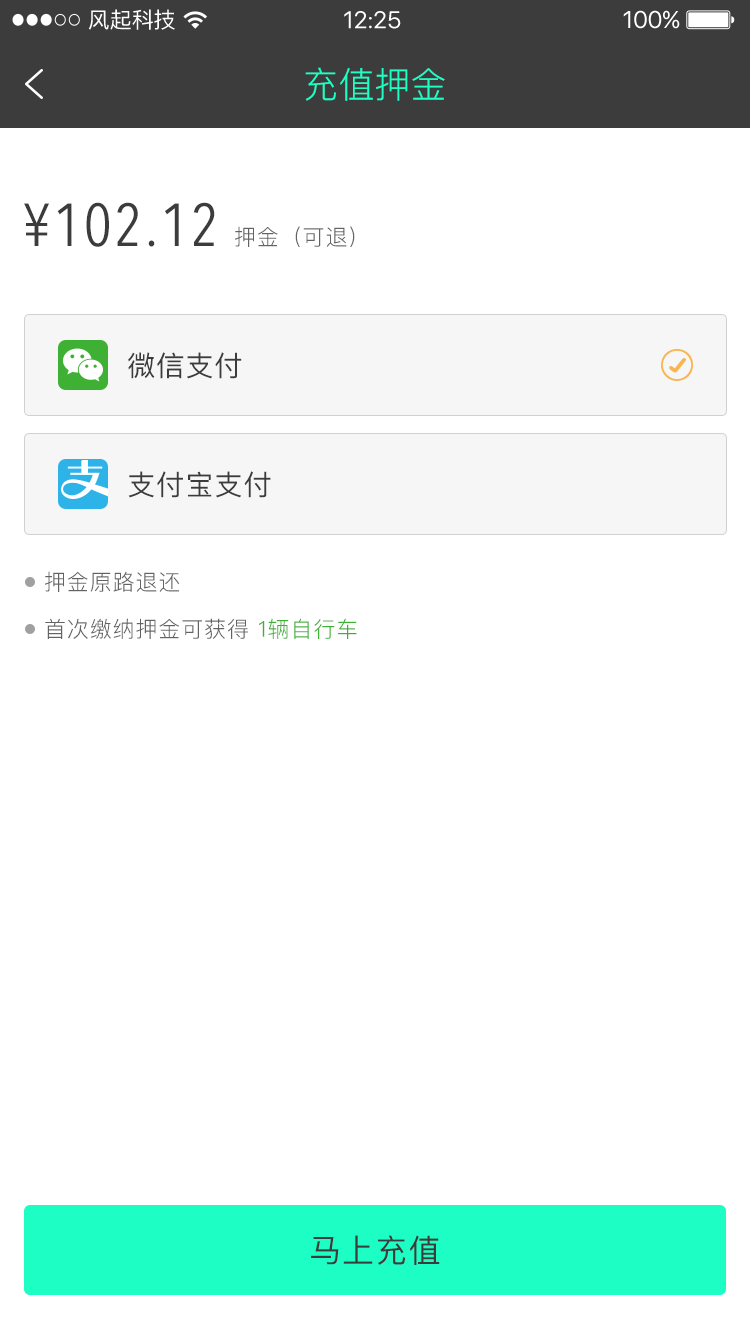 风起科技 12:25 100%
充值押金
¥102.12 押金（可退）
微信支付
支付宝支付
押金原路退还
首次缴纳押金可获得 1辆自行车
马上充值